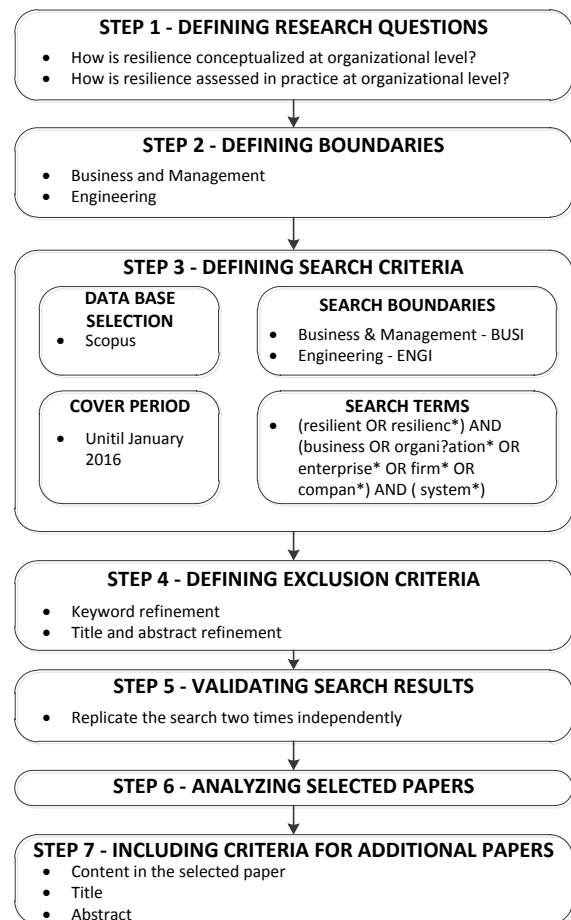 STEP 1 - DEFINING RESEARCH QUESTIONS
• How is resilience conceptualized at organizational level?
• How is resilience assessed in practice at organizational level?
STEP 2 - DEFINING BOUNDARIES
• Business and Management
• Engineering
STEP 3 - DEFINING SEARCH CRITERIA
DATA BASE
SELECTION
• Scopus
SEARCH BOUNDARIES
• Business & Management - BUSI
• Engineering - ENGI
COVER PERIOD
• Unitil January
2016
SEARCH TERMS
• (resilient OR resilienc*) AND
(business OR organi?ation* OR
enterprise* OR firm* OR
compan*) AND ( system*)
STEP 4 - DEFINING EXCLUSION CRITERIA
• Keyword refinement
• Title and abstract refinement
STEP 5 - VALIDATING SEARCH RESULTS
• Replicate the search two times independently
STEP 6 - ANALYZING SELECTED PAPERS
STEP 7 - INCLUDING CRITERIA FOR ADDITIONAL PAPERS
• Content in the selected paper
• Title
• Abstract